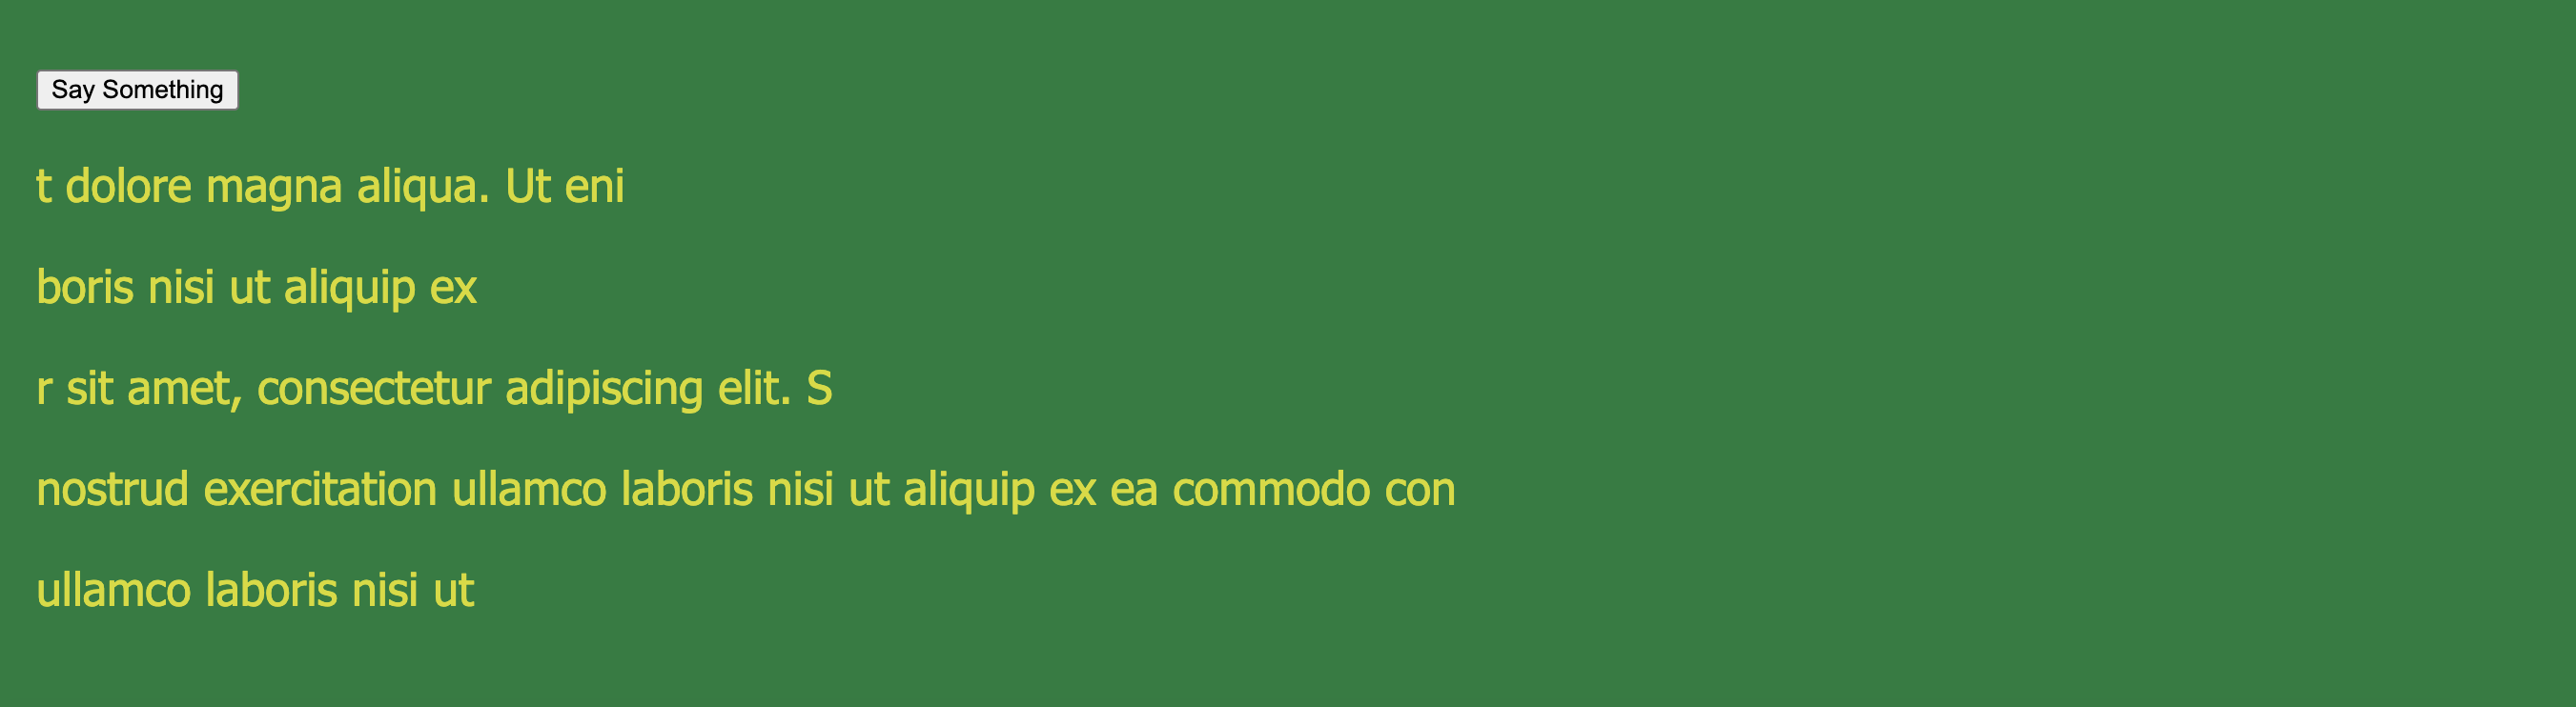 Say Something
t dolore magna aliqua. Ut eni
boris nisi ut aliquip ex
r sit amet, consectetur adipiscing elit. S
nostrud exercitation ullamco laboris nisi ut aliquip ex ea commodo con
ullamco laboris nisi ut